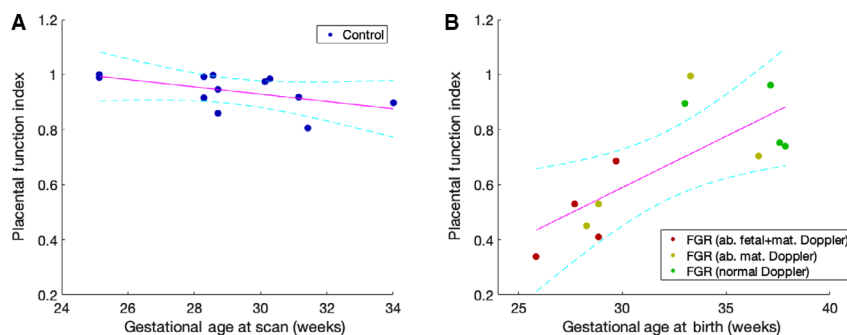 A
Control
Placental function index
1.2
1
0.8
0.6
0.4
0.2
24 26 28 30 32 34
Gestational age at scan (weeks)
B
Placental function index
1.2
1
0.8
0.6
0.4
0.2
FGR (ab. fetal+mat. Doppler)
FGR (ab. mat. Doppler)
FGR (normal Doppler)
25 30 35 40
Gestational age at birth (weeks)